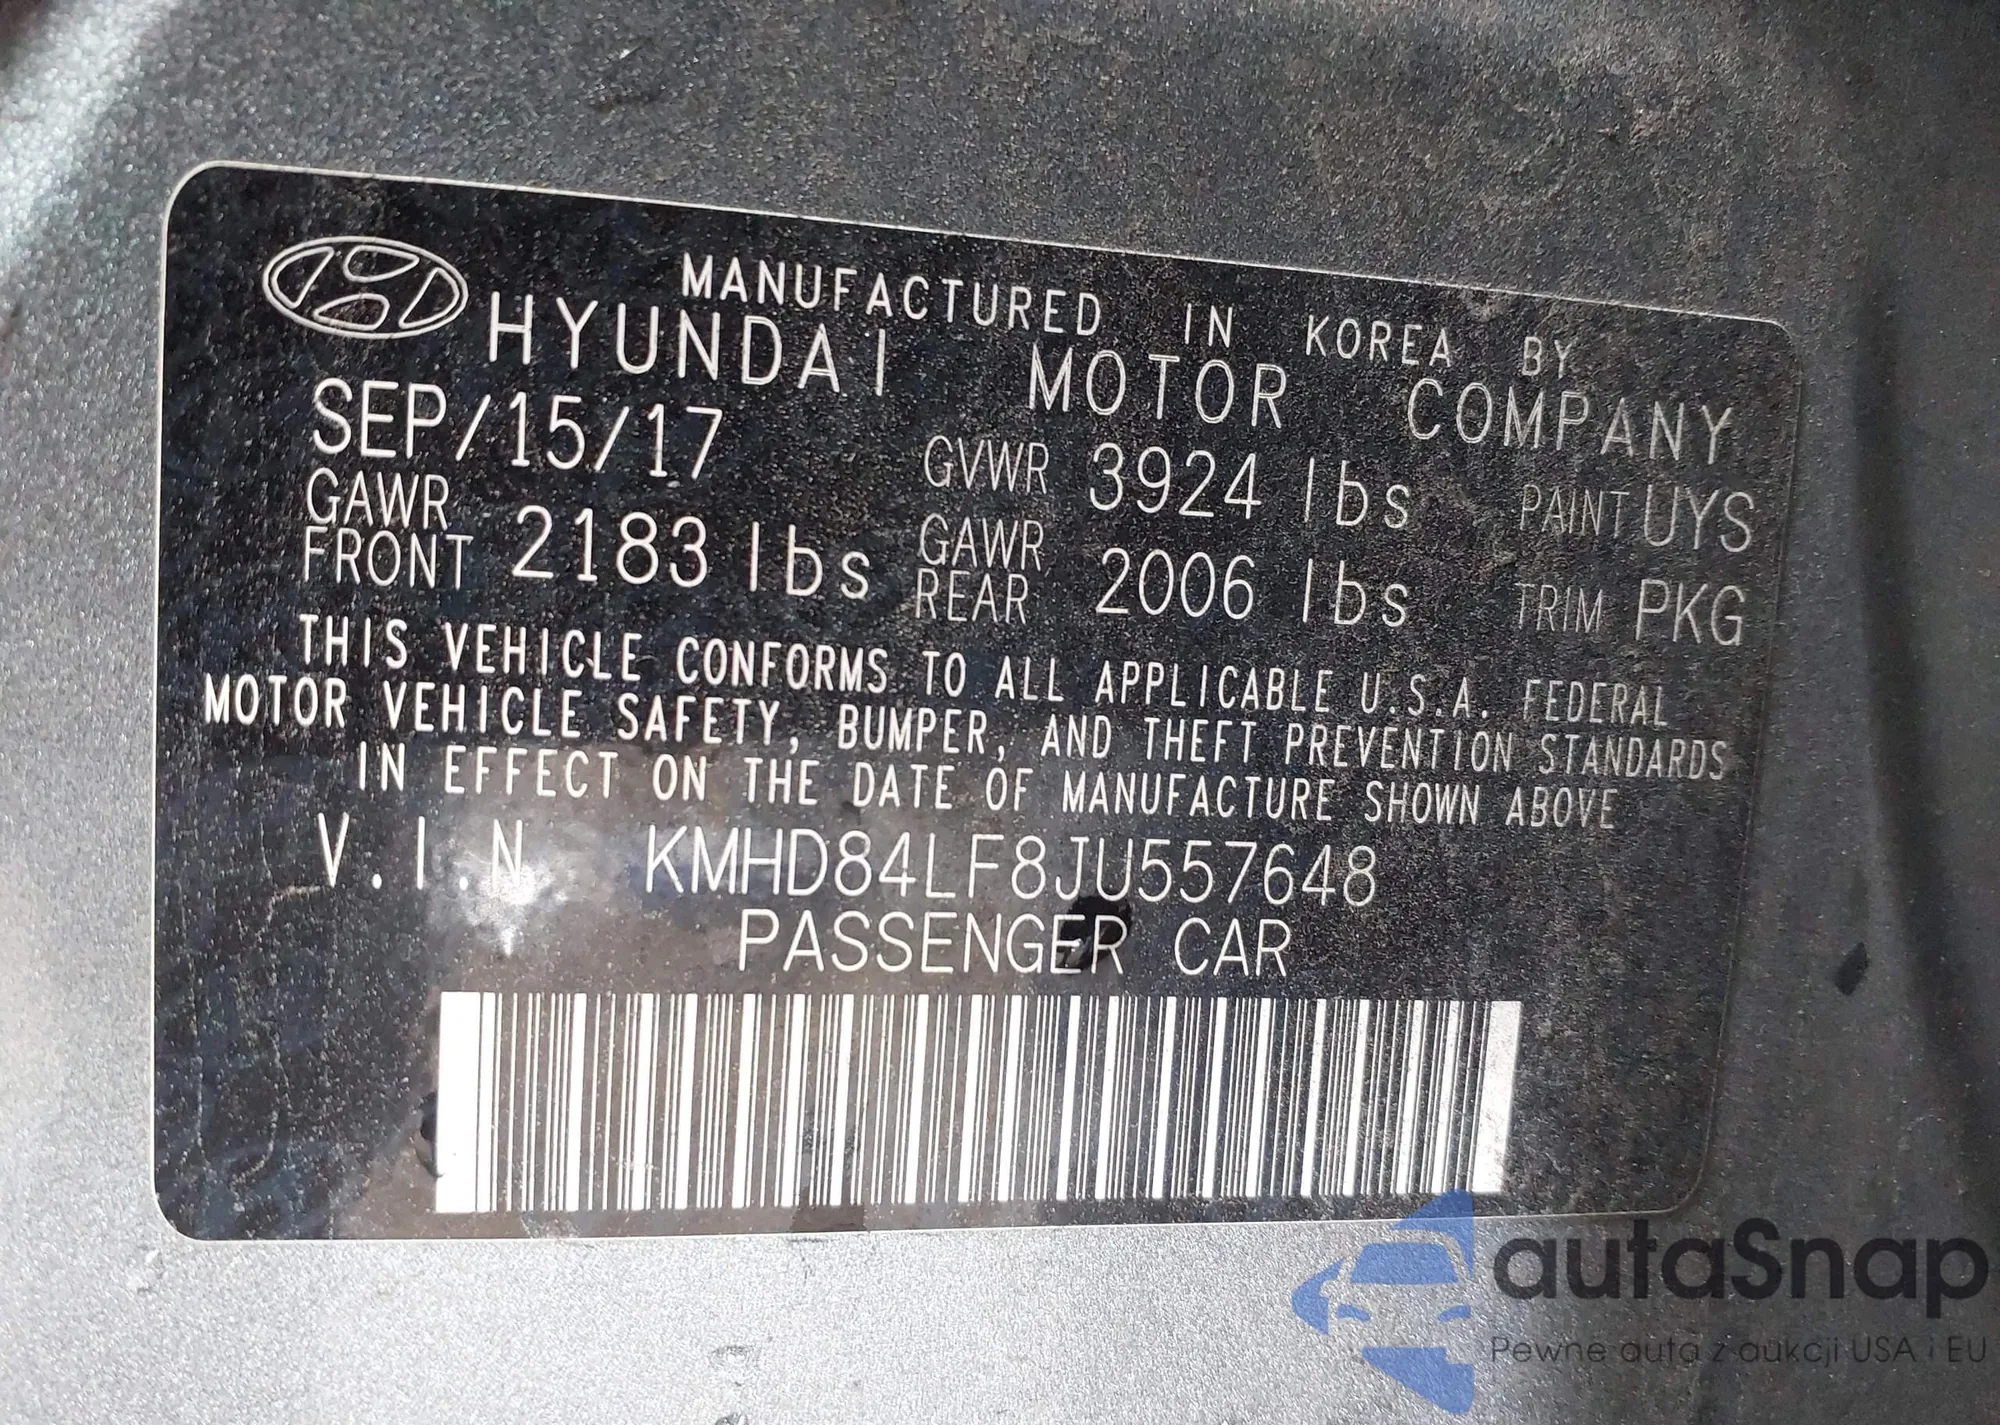 MANUFACTURED IN KOREA BY
HYUNDAI MOTOR COMPANY
SEP/15/17 GVWR 3924 lbs PAINT UYS
GAWR FRONT 2183 lbs GAWR REAR 2006 lbs TRIM PKG
THIS VEHICLE CONFORMS TO ALL APPLICABLE U.S.A. FEDERAL
MOTOR VEHICLE SAFETY, BUMPER, AND THEFT PREVENTION STANDARDS
IN EFFECT ON THE DATE OF MANUFACTURE SHOWN ABOVE
V.I.N KMHD84LF8JU557648
PASSENGER CAR
autaSnap
Pewne auta z aukcji USA i EU